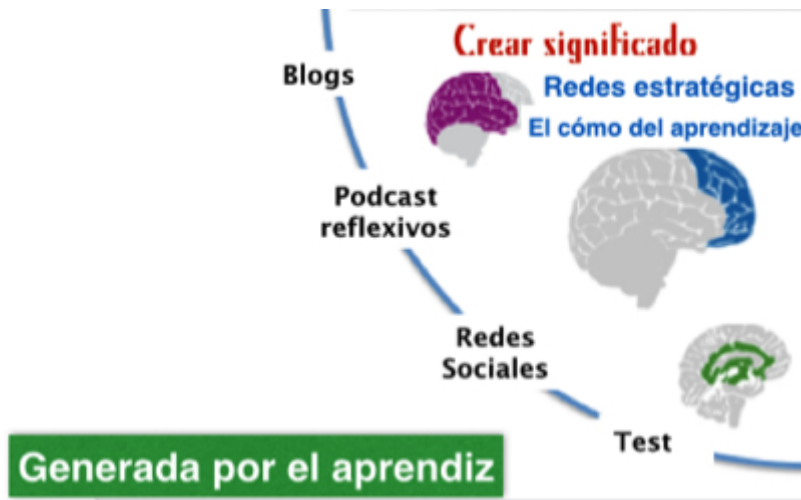 Crear significado
Blogs
Redes estratégicas
El cómo del aprendizaje
Podcast
reflexivos
Redes
Sociales
Test
Generada por el aprendiz